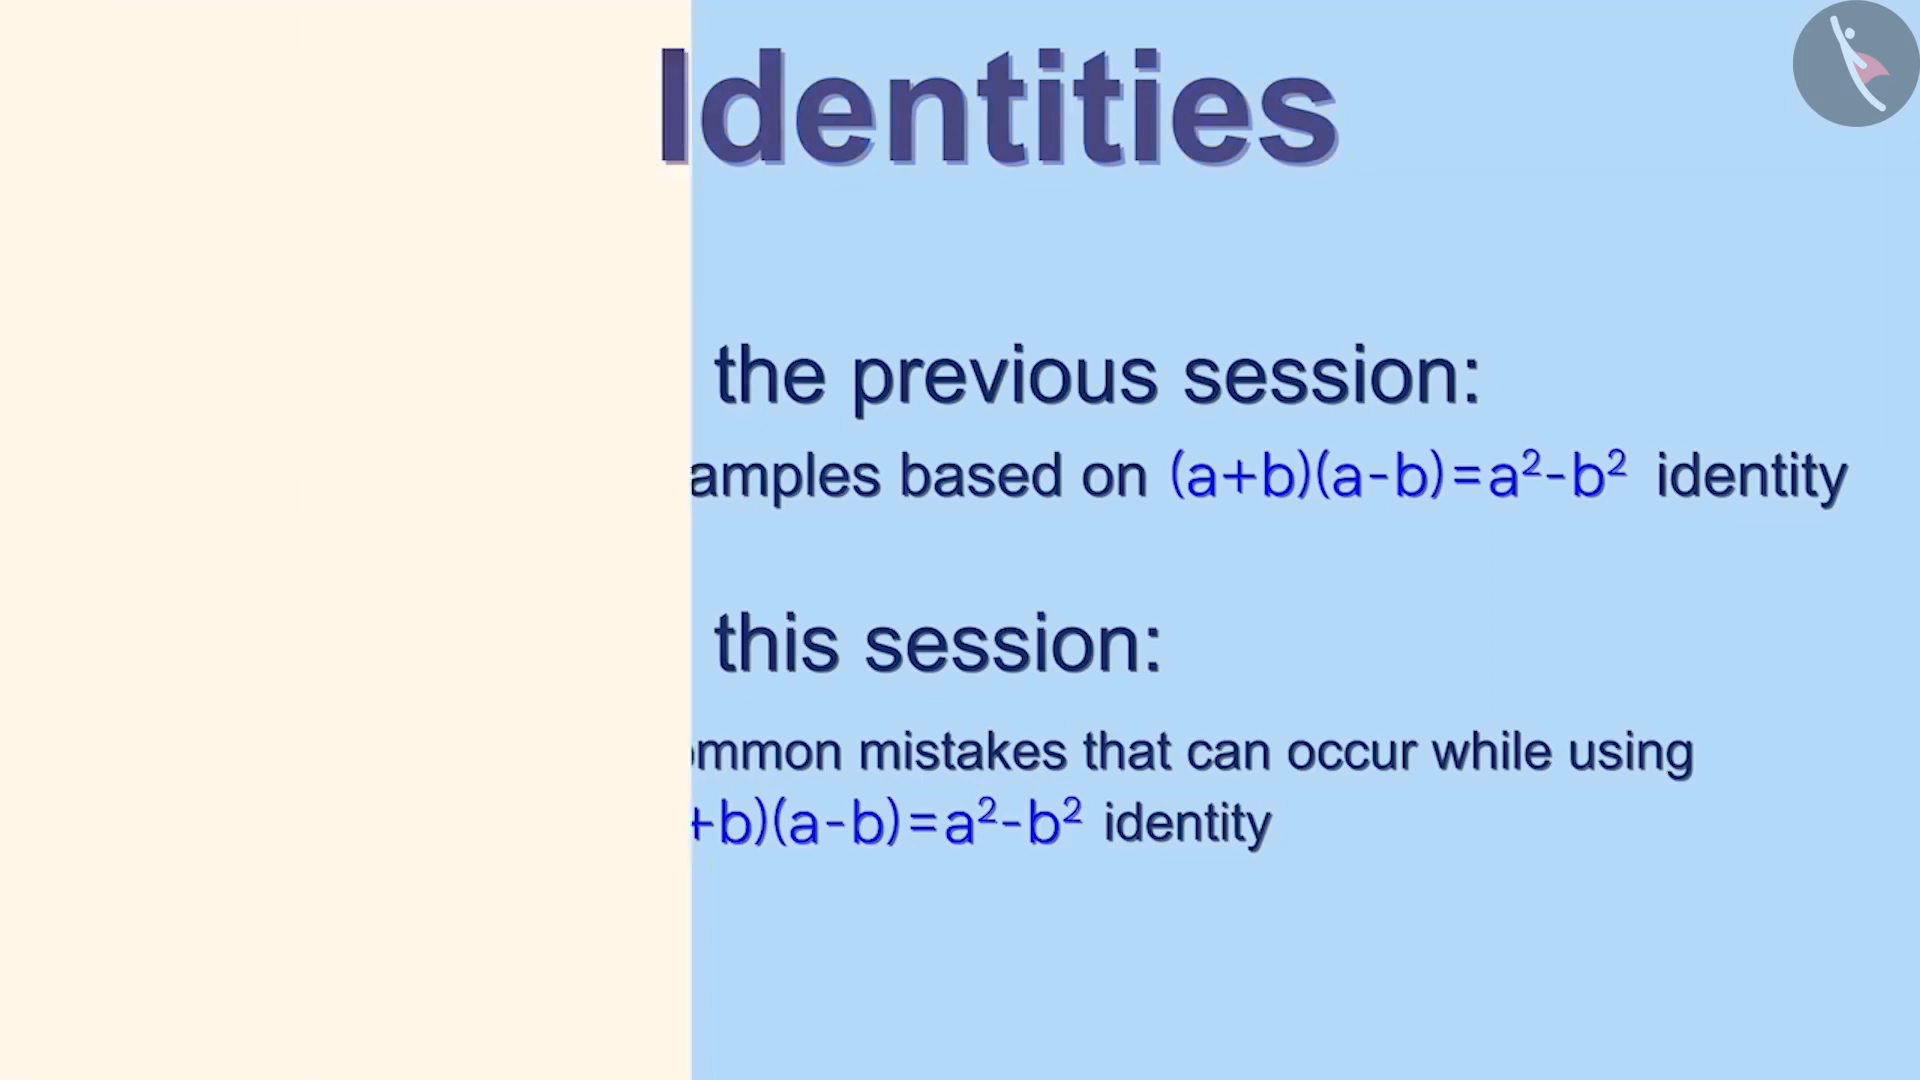 Identities
the previous session:
amples based on (a+b)(a-b)=a²-b² identity
this session:
ommon mistakes that can occur while using
+b)(a-b)=a²-b² identity